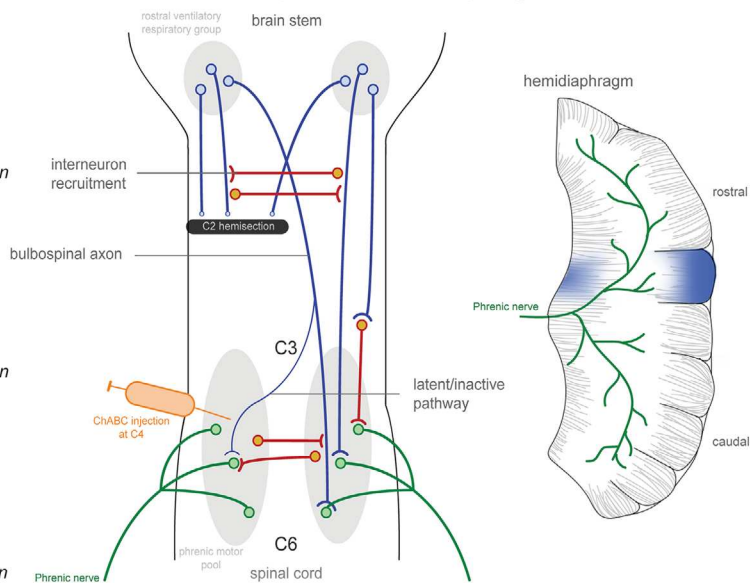 rostral ventilatory
respiratory group
brain stem
hemidiaphragm
n
interneuron
recruitment
rostral
C2 hemisection
bulbospinal axon
Phrenic nerve
C3
n
latent/inactive
pathway
ChABC injection
at C4
caudal
C6
phrenic motor
pool
n
Phrenic nerve
spinal cord